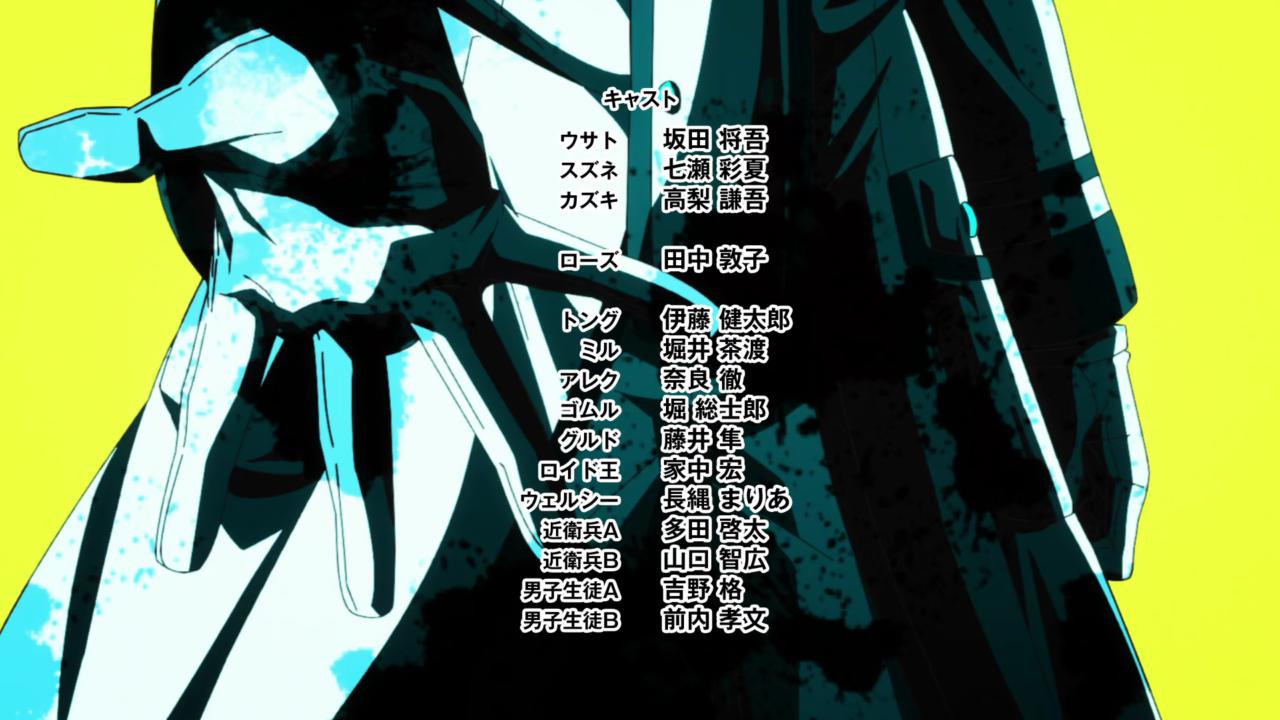 キャスト
ウサト 坂田 将吾
スズネ 七瀬 彩夏
カズキ 高梨 謙吾
ローズ 田中 敦子
トング 伊藤 健太郎
ミル 堀井 茶渡
アレク 奈良 徹
ゴムル 堀 総士郎
グルド 藤井 隼
ロイド王 家中 宏
ウェルシー 長縄 まりあ
近衛兵A 多田 啓太
近衛兵B 山口 智広
男子生徒A 吉野 格
男子生徒B 前内 孝文